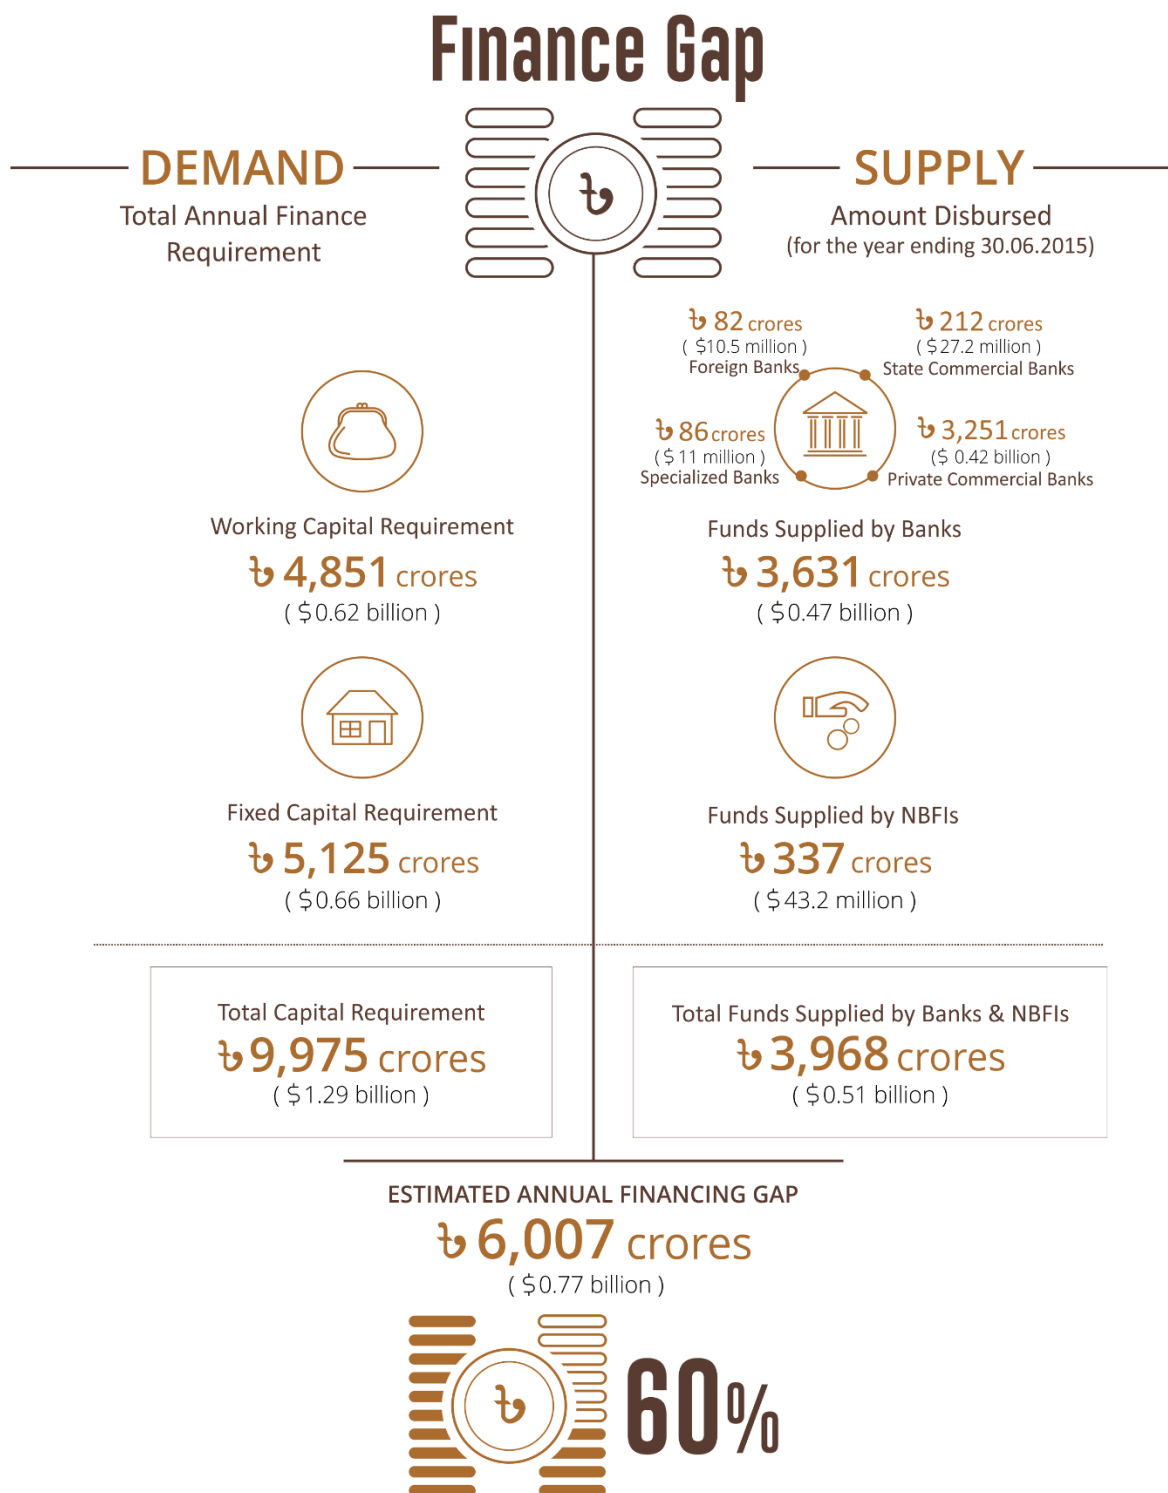 Finance Gap
৳
DEMAND
Total Annual Finance
Requirement
SUPPLY
Amount Disbursed
(for the year ending 30.06.2015)
৳ 82 crores
( $10.5 million )
Foreign Banks
৳ 212 crores
( $27.2 million )
State Commercial Banks
৳ 86 crores
( $11 million )
Specialized Banks
৳ 3,251 crores
($ 0.42 billion )
Private Commercial Banks
Working Capital Requirement
৳ 4,851 crores
( $0.62 billion )
Funds Supplied by Banks
৳ 3,631 crores
( $0.47 billion )
Fixed Capital Requirement
৳ 5,125 crores
( $0.66 billion )
Funds Supplied by NBFIs
৳ 337 crores
( $43.2 million )
Total Capital Requirement
৳ 9,975 crores
( $1.29 billion )
Total Funds Supplied by Banks & NBFIs
৳ 3,968 crores
( $0.51 billion )
ESTIMATED ANNUAL FINANCING GAP
৳ 6,007 crores
( $0.77 billion )
৳
60%